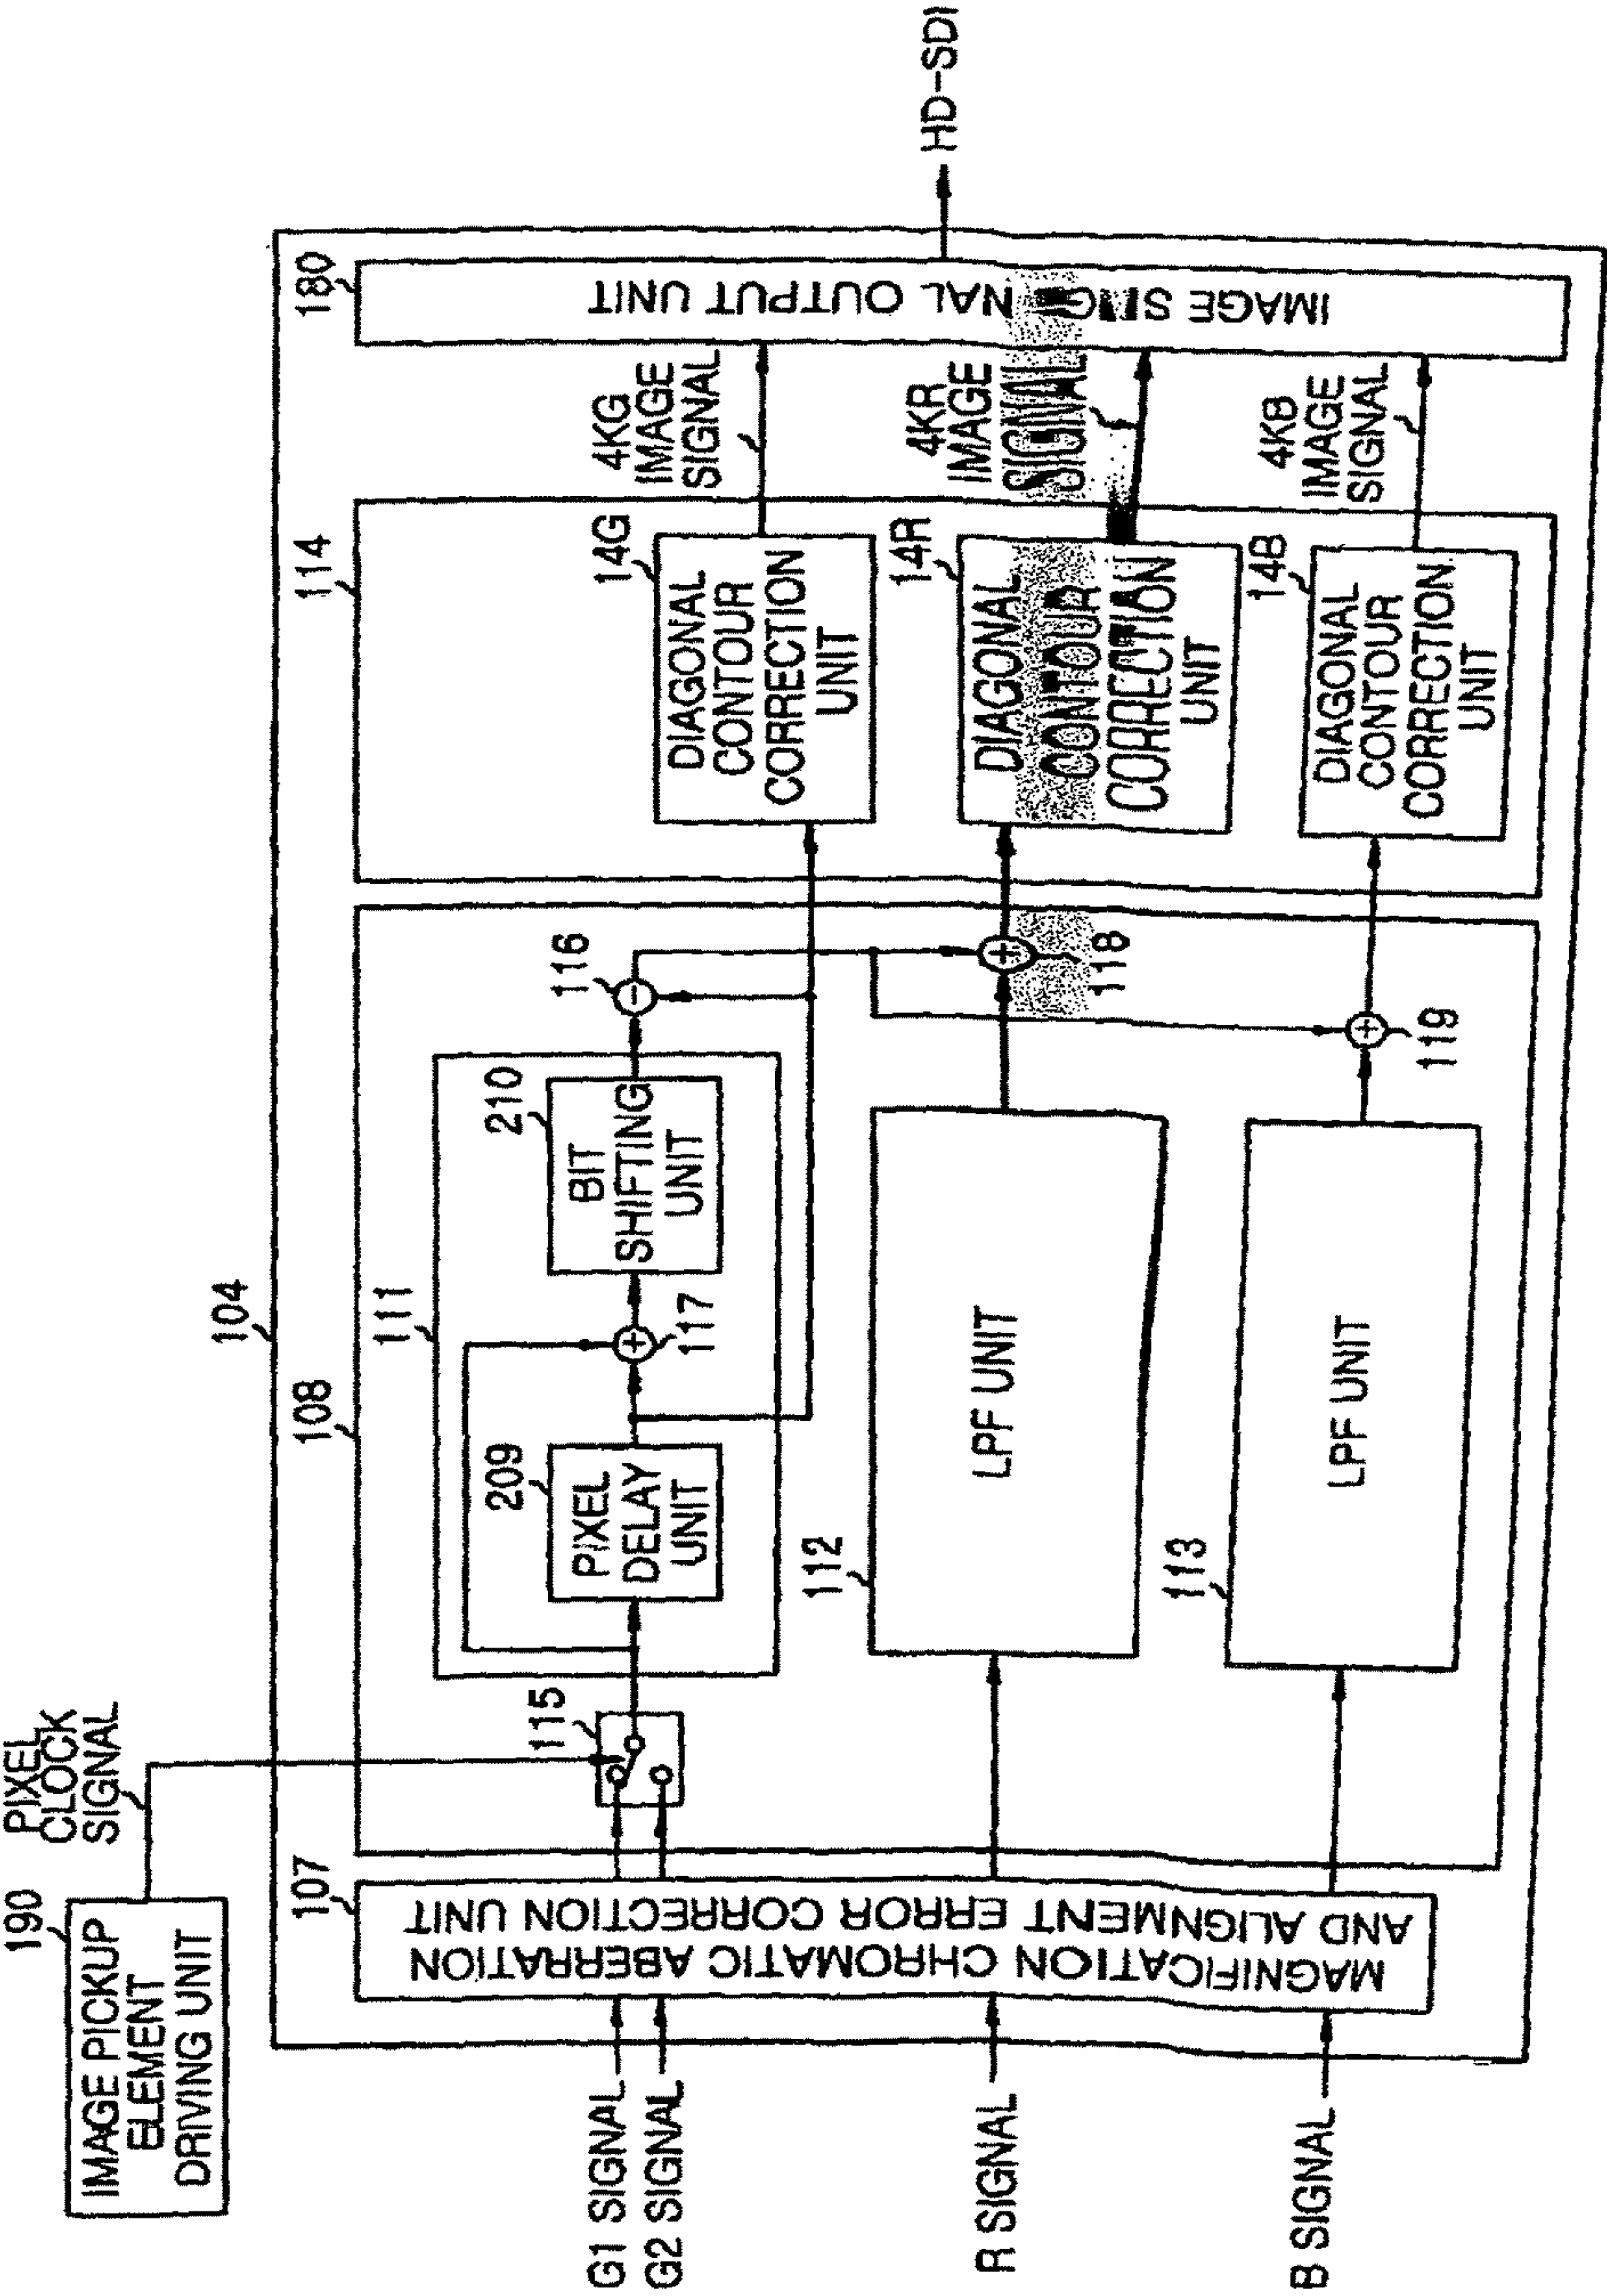 190
IMAGE PICKUP
ELEMENT
DRIVING UNIT
PIXEL
CLOCK
SIGNAL
104
G1 SIGNAL
G2 SIGNAL
R SIGNAL
B SIGNAL
107
MAGNIFICATION CHROMATIC ABERRATION
AND ALIGNMENT ERROR CORRECTION UNIT
108
115
111
209
PIXEL
DELAY
UNIT
117
210
BIT
SHIFTING
UNIT
116
112
LPF UNIT
118
113
LPF UNIT
119
114
14G
DIAGONAL
CONTOUR
CORRECTION
UNIT
14R
DIAGONAL
CONTOUR
CORRECTION
UNIT
14B
DIAGONAL
CONTOUR
CORRECTION
UNIT
4KG
IMAGE
SIGNAL
4KR
IMAGE
SIGNAL
4KB
IMAGE
SIGNAL
180
IMAGE SIGNAL OUTPUT UNIT
HD-SDI